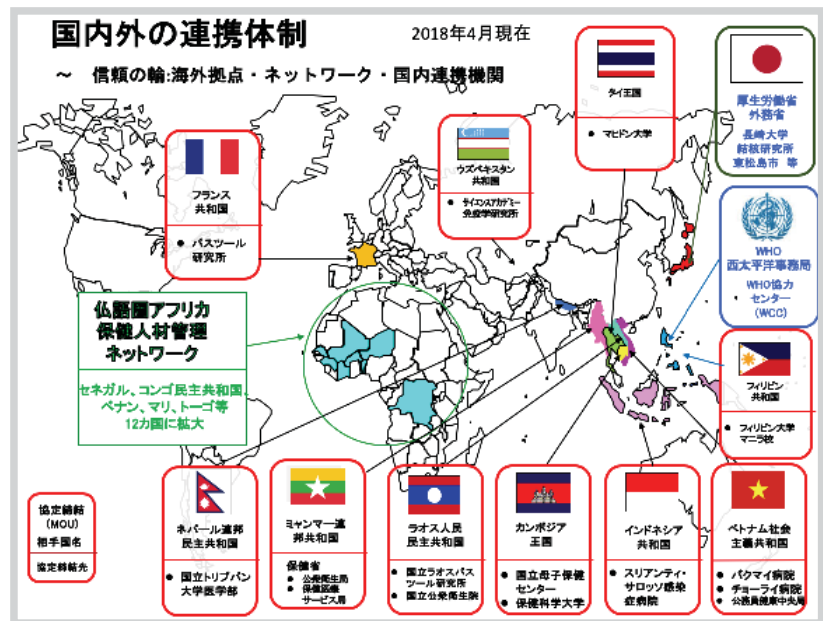 国内外の連携体制
2018年4月現在
～ 信頼の輪:海外拠点・ネットワーク・国内連携機関
タイ王国
● マヒドン大学
厚生労働省
外務省
長崎大学
結核研究所
東松島市 等
フランス
共和国
● パスツール
研究所
ウズベキスタン
共和国
● サイエンスアカデミー
免疫学研究所
WHO
西太平洋事務局
WHO協力
センター
(WCC)
仏語圏アフリカ
保健人材管理
ネットワーク
セネガル、コンゴ民主共和国、
ベナン、マリ、トーゴ等
12カ国に拡大
フィリピン
共和国
● フィリピン大学
マニラ校
協定締結
(MOU)
相手国名
協定締結先
ネパール連邦
民主共和国
● 国立トリブバン
大学医学部
ミャンマー連
邦共和国
保健省
● 公衆衛生局
● 保健医療
サービス局
ラオス人民
民主共和国
● 国立ラオスパス
ツール研究所
● 国立公衆衛生院
カンボジア
王国
● 国立母子保健
センター
● 保健科学大学
インドネシア
共和国
● スリアンティ・
サロッソ感染
症病院
ベトナム社会
主義共和国
● バクマイ病院
● チョーライ病院
● 公務員健康中央局